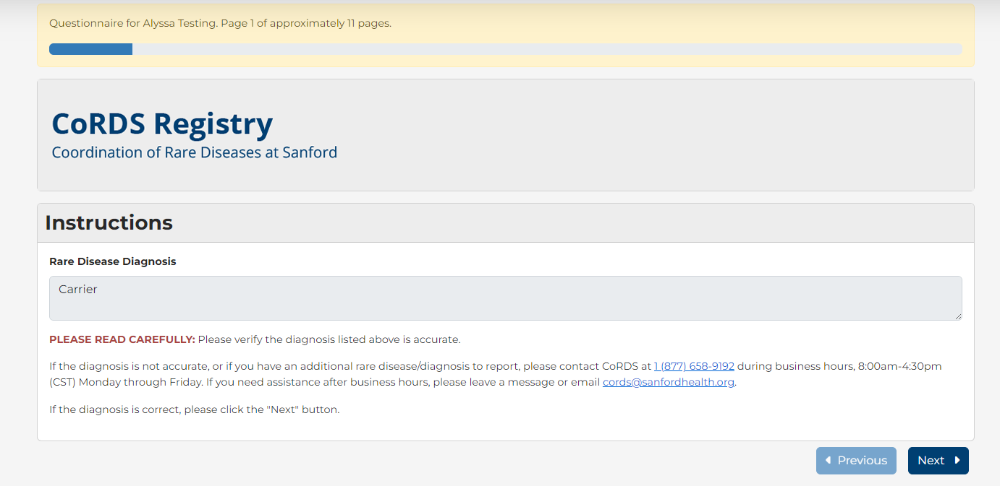 Questionnaire for Alyssa Testing. Page 1 of approximately 11 pages.
CoRDS Registry
Coordination of Rare Diseases at Sanford
Instructions
Rare Disease Diagnosis
Carrier
PLEASE READ CAREFULLY: Please verify the diagnosis listed above is accurate.
If the diagnosis is not accurate, or if you have an additional rare disease/diagnosis to report, please contact CoRDS at 1 (877) 658-9192 during business hours, 8:00am-4:30pm
(CST) Monday through Friday. If you need assistance after business hours, please leave a message or email cords@sanfordhealth.org.
If the diagnosis is correct, please click the "Next" button.
Previous
Next